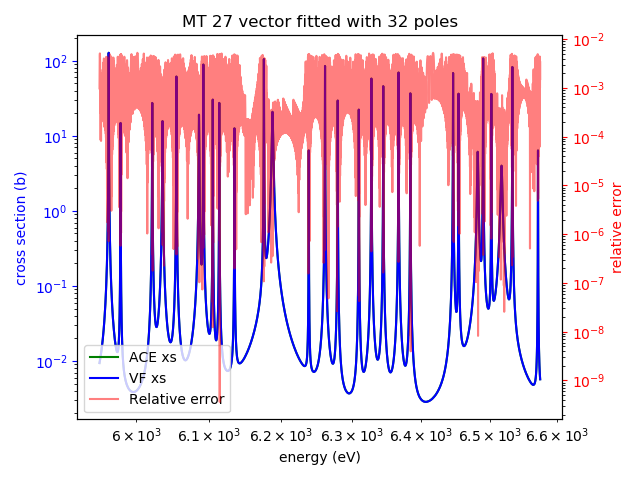 MT 27 vector fitted with 32 poles
10²
10¹
10⁰
10⁻¹
10⁻²
cross section (b)
10⁻²
10⁻³
10⁻⁴
10⁻⁵
10⁻⁶
10⁻⁷
10⁻⁸
10⁻⁹
relative error
ACE xs
VF xs
Relative error
6 × 10³ 6.1 × 10³ 6.2 × 10³ 6.3 × 10³ 6.4 × 10³ 6.5 × 10³ 6.6 × 10³
energy (eV)